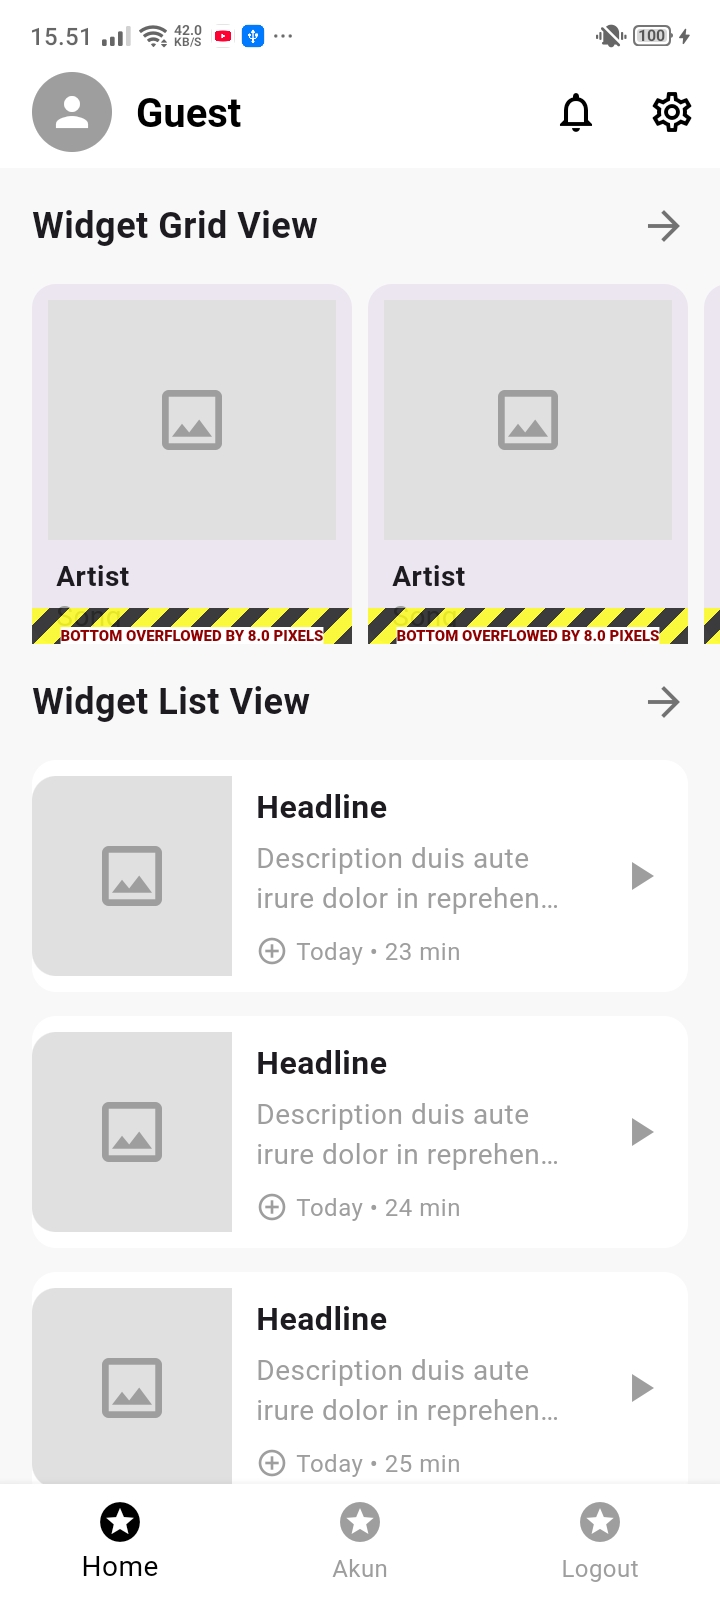 15.51 42.0 KB/S 100
Guest
Widget Grid View
Artist Artist
Song Song
BOTTOM OVERFLOWED BY 8.0 PIXELS BOTTOM OVERFLOWED BY 8.0 PIXELS
Widget List View
Headline
Description duis aute
irure dolor in reprehen...
Today • 23 min
Headline
Description duis aute
irure dolor in reprehen...
Today • 24 min
Headline
Description duis aute
irure dolor in reprehen...
Today • 25 min
Home Akun Logout